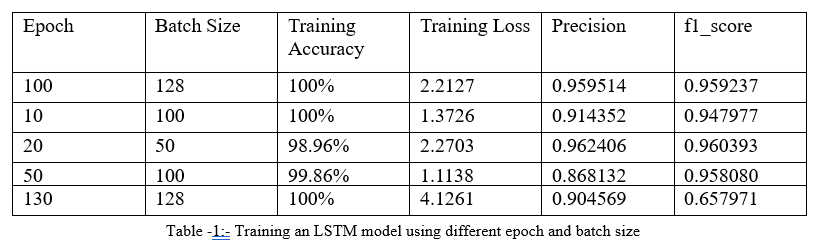 Epoch Batch Size Training Accuracy Training Loss Precision f1_score
100 128 100% 2.2127 0.959514 0.959237
10 100 100% 1.3726 0.914352 0.947977
20 50 98.96% 2.2703 0.962406 0.960393
50 100 99.86% 1.1138 0.868132 0.958080
130 128 100% 4.1261 0.904569 0.657971
Table -1:- Training an LSTM model using different epoch and batch size